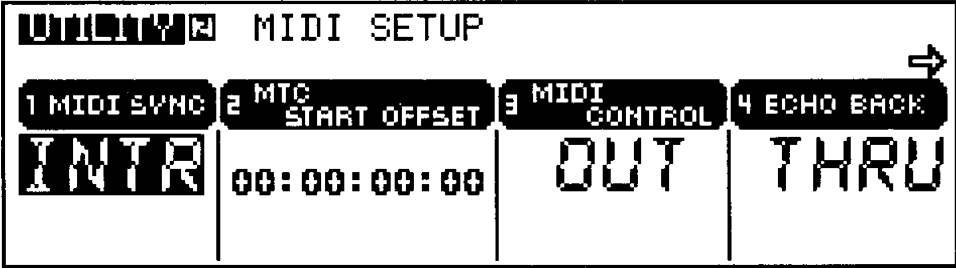 UTILITY 2 MIDI SETUP
⇨
1 MIDI SYNC 2 MTC START OFFSET 3 MIDI CONTROL 4 ECHO BACK
INTR 00:00:00:00 OUT THRU